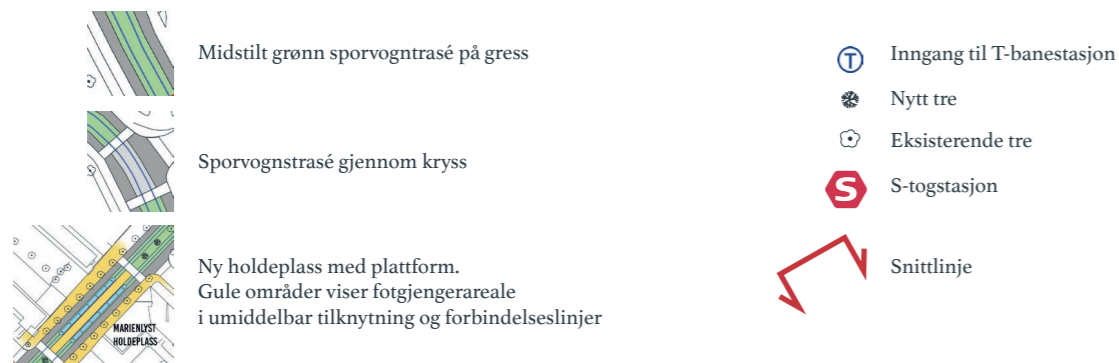 Midstilt grønn sporvogntrasé på gress
Sporvognstrasé gjennom kryss
MARIENLYST
HOLDEPLASS
Ny holdeplass med plattform.
Gule områder viser fotgjengerareale
i umiddelbar tilknytning og forbindelseslinjer
T
Inngang til T-banestasjon
Nytt tre
Eksisterende tre
S
S-togstasjon
Snittlinje